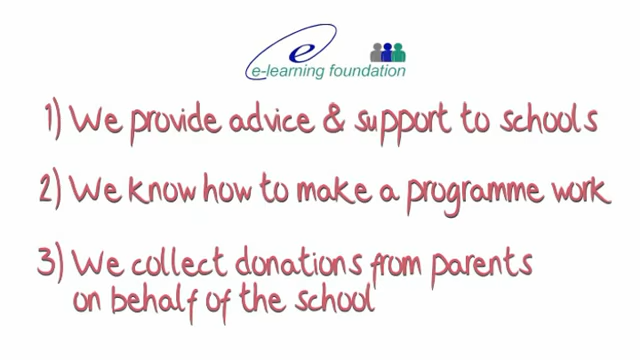 e
e-learning foundation
1) We provide advice & support to schools
2) We know how to make a programme work
3) We collect donations from parents
on behalf of the school